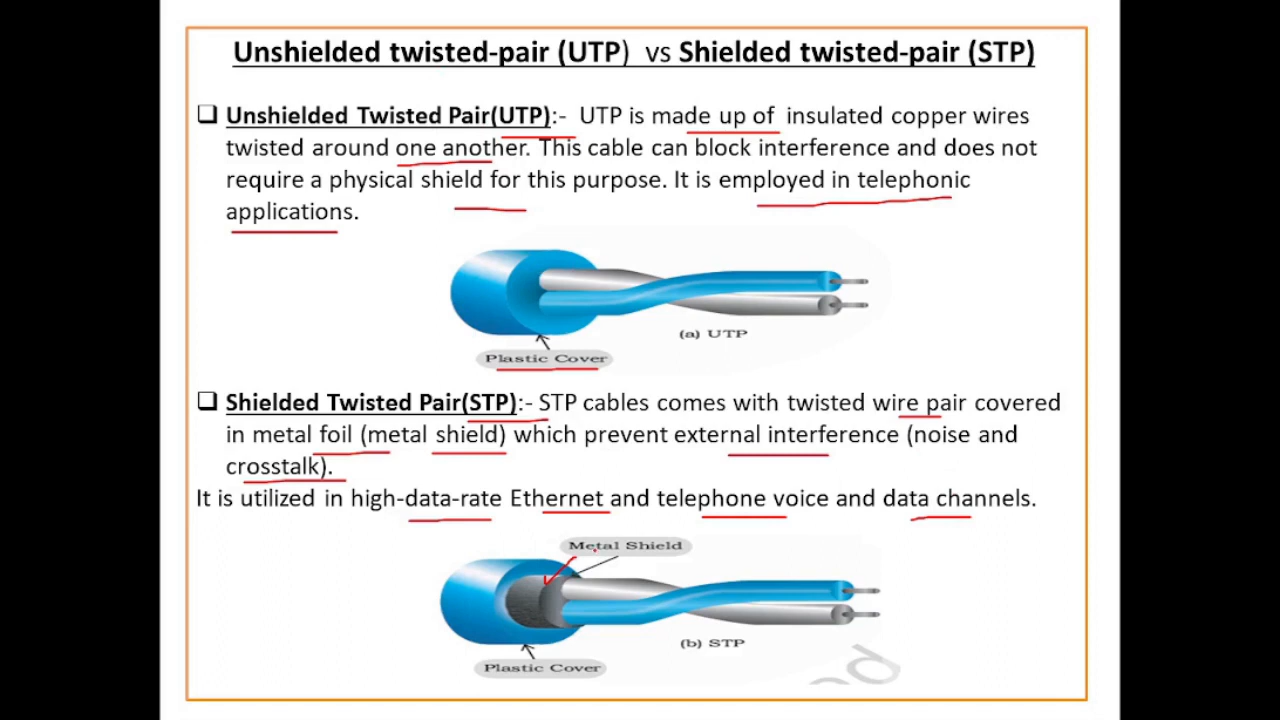 Unshielded twisted-pair (UTP) vs Shielded twisted-pair (STP)
❑ Unshielded Twisted Pair(UTP):- UTP is made up of insulated copper wires
twisted around one another. This cable can block interference and does not
require a physical shield for this purpose. It is employed in telephonic
applications.
(a) UTP
Plastic Cover
❑ Shielded Twisted Pair(STP):- STP cables comes with twisted wire pair covered
in metal foil (metal shield) which prevent external interference (noise and
crosstalk).
It is utilized in high-data-rate Ethernet and telephone voice and data channels.
Metal Shield
(b) STP
Plastic Cover